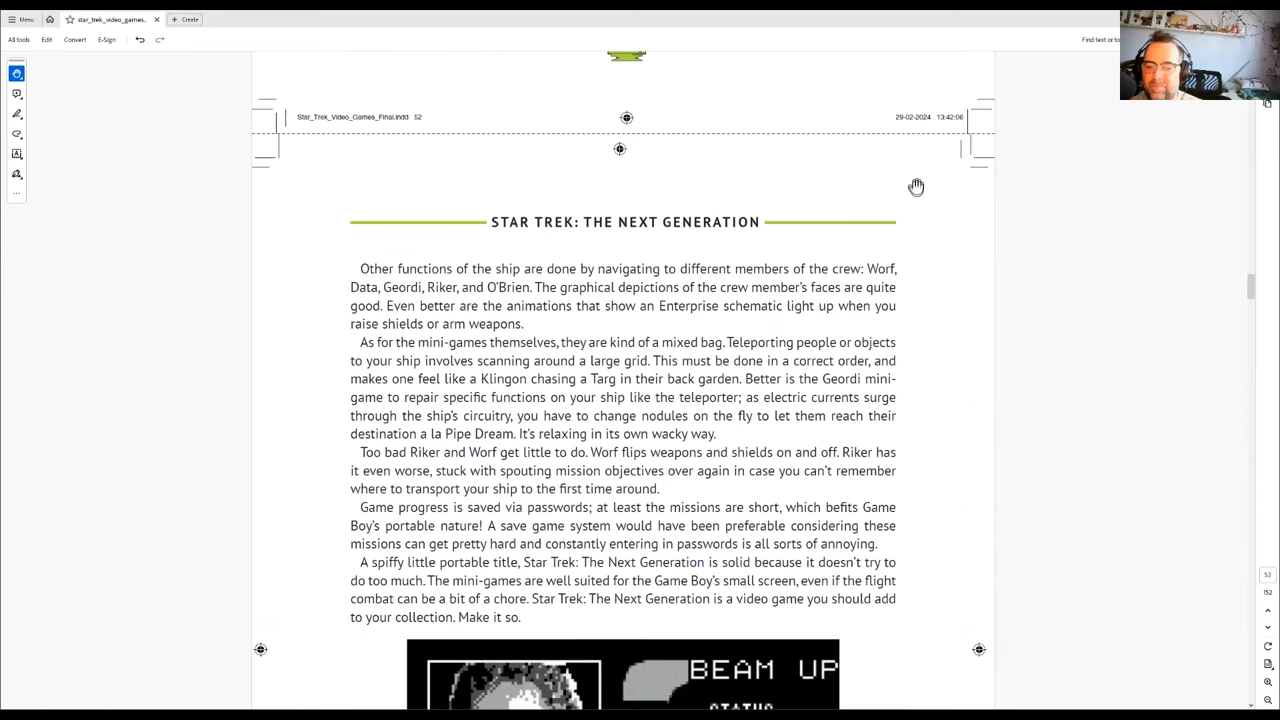 Menu
star_trek_video_games...
Create
All tools
Edit
Convert
E-Sign
Find text or to
Star_Trek_Video_Games_Final.indd 52
29-02-2024 13:42:06
STAR TREK: THE NEXT GENERATION
Other functions of the ship are done by navigating to different members of the crew: Worf,
Data, Geordi, Riker, and O'Brien. The graphical depictions of the crew member's faces are quite
good. Even better are the animations that show an Enterprise schematic light up when you
raise shields or arm weapons.
As for the mini-games themselves, they are kind of a mixed bag. Teleporting people or objects
to your ship involves scanning around a large grid. This must be done in a correct order, and
makes one feel like a Klingon chasing a Targ in their back garden. Better is the Geordi mini-
game to repair specific functions on your ship like the teleporter; as electric currents surge
through the ship's circuitry, you have to change nodules on the fly to let them reach their
destination a la Pipe Dream. It's relaxing in its own wacky way.
Too bad Riker and Worf get little to do. Worf flips weapons and shields on and off. Riker has
it even worse, stuck with spouting mission objectives over again in case you can't remember
where to transport your ship to the first time around.
Game progress is saved via passwords; at least the missions are short, which befits Game
Boy's portable nature! A save game system would have been preferable considering these
missions can get pretty hard and constantly entering in passwords is all sorts of annoying.
A spiffy little portable title, Star Trek: The Next Generation is solid because it doesn't try to
do too much. The mini-games are well suited for the Game Boy's small screen, even if the flight
combat can be a bit of a chore. Star Trek: The Next Generation is a video game you should add
to your collection. Make it so.
BEAM UP
STATUS
53
152